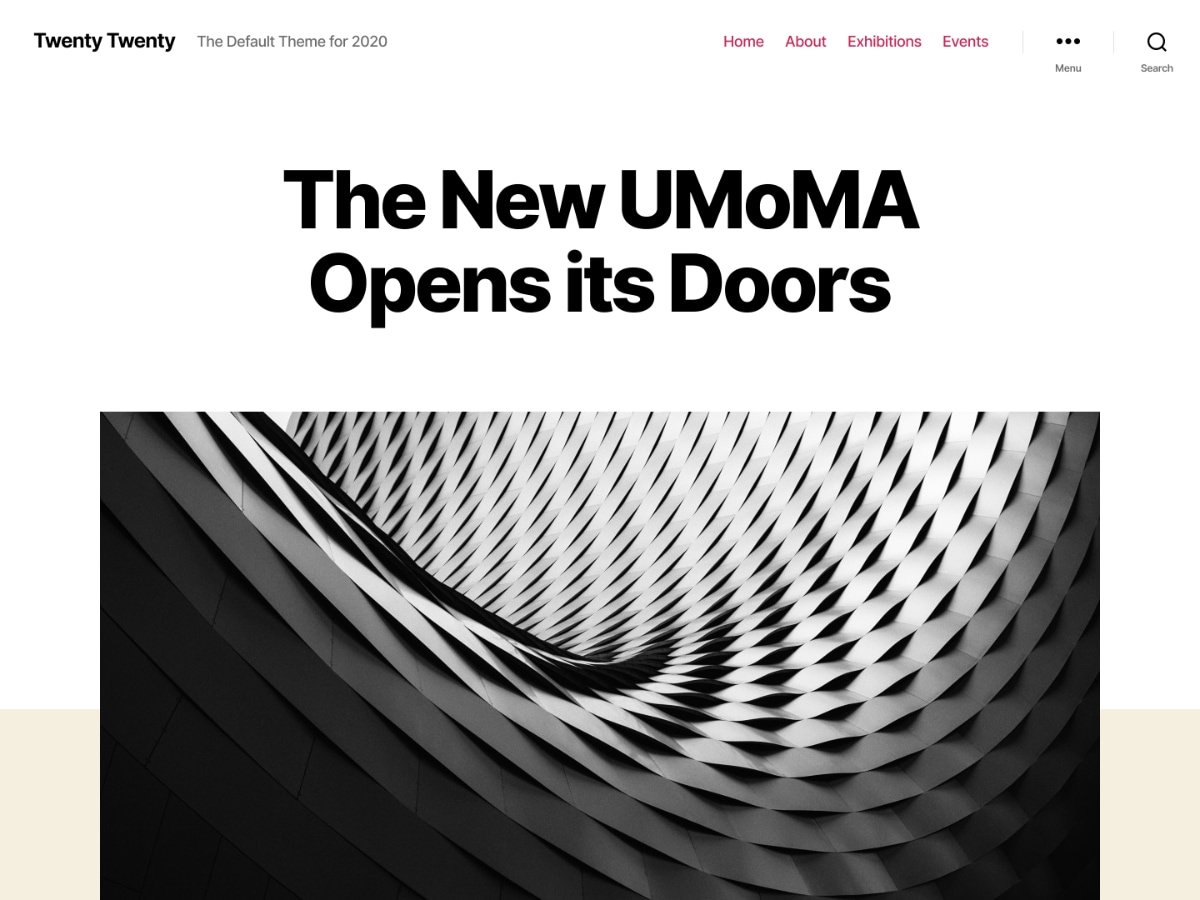 Twenty Twenty
The Default Theme for 2020
Home
About
Exhibitions
Events
Menu
Search
The New UMoMA
Opens its Doors